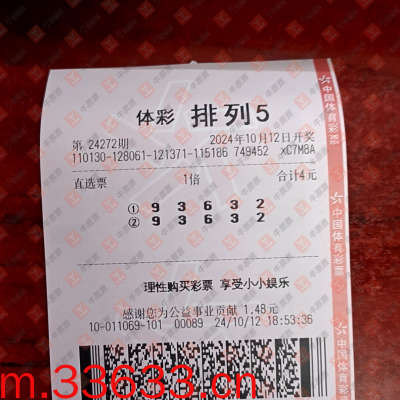 体彩 排列5
第 24272期 2024年10月12日开奖
110130-128061-121371-115186 749452 xC7M8A
直选票 1倍 合计4元
① 9 3 6 3 2
② 9 3 6 3 2
理性购买彩票 享受小小娱乐
感谢您为公益事业贡献 1.48元
10-011069-101 00089 24/10/12 18:53:36
中国体育彩票
中国体育彩票
中国体育彩票
m.33633.cn